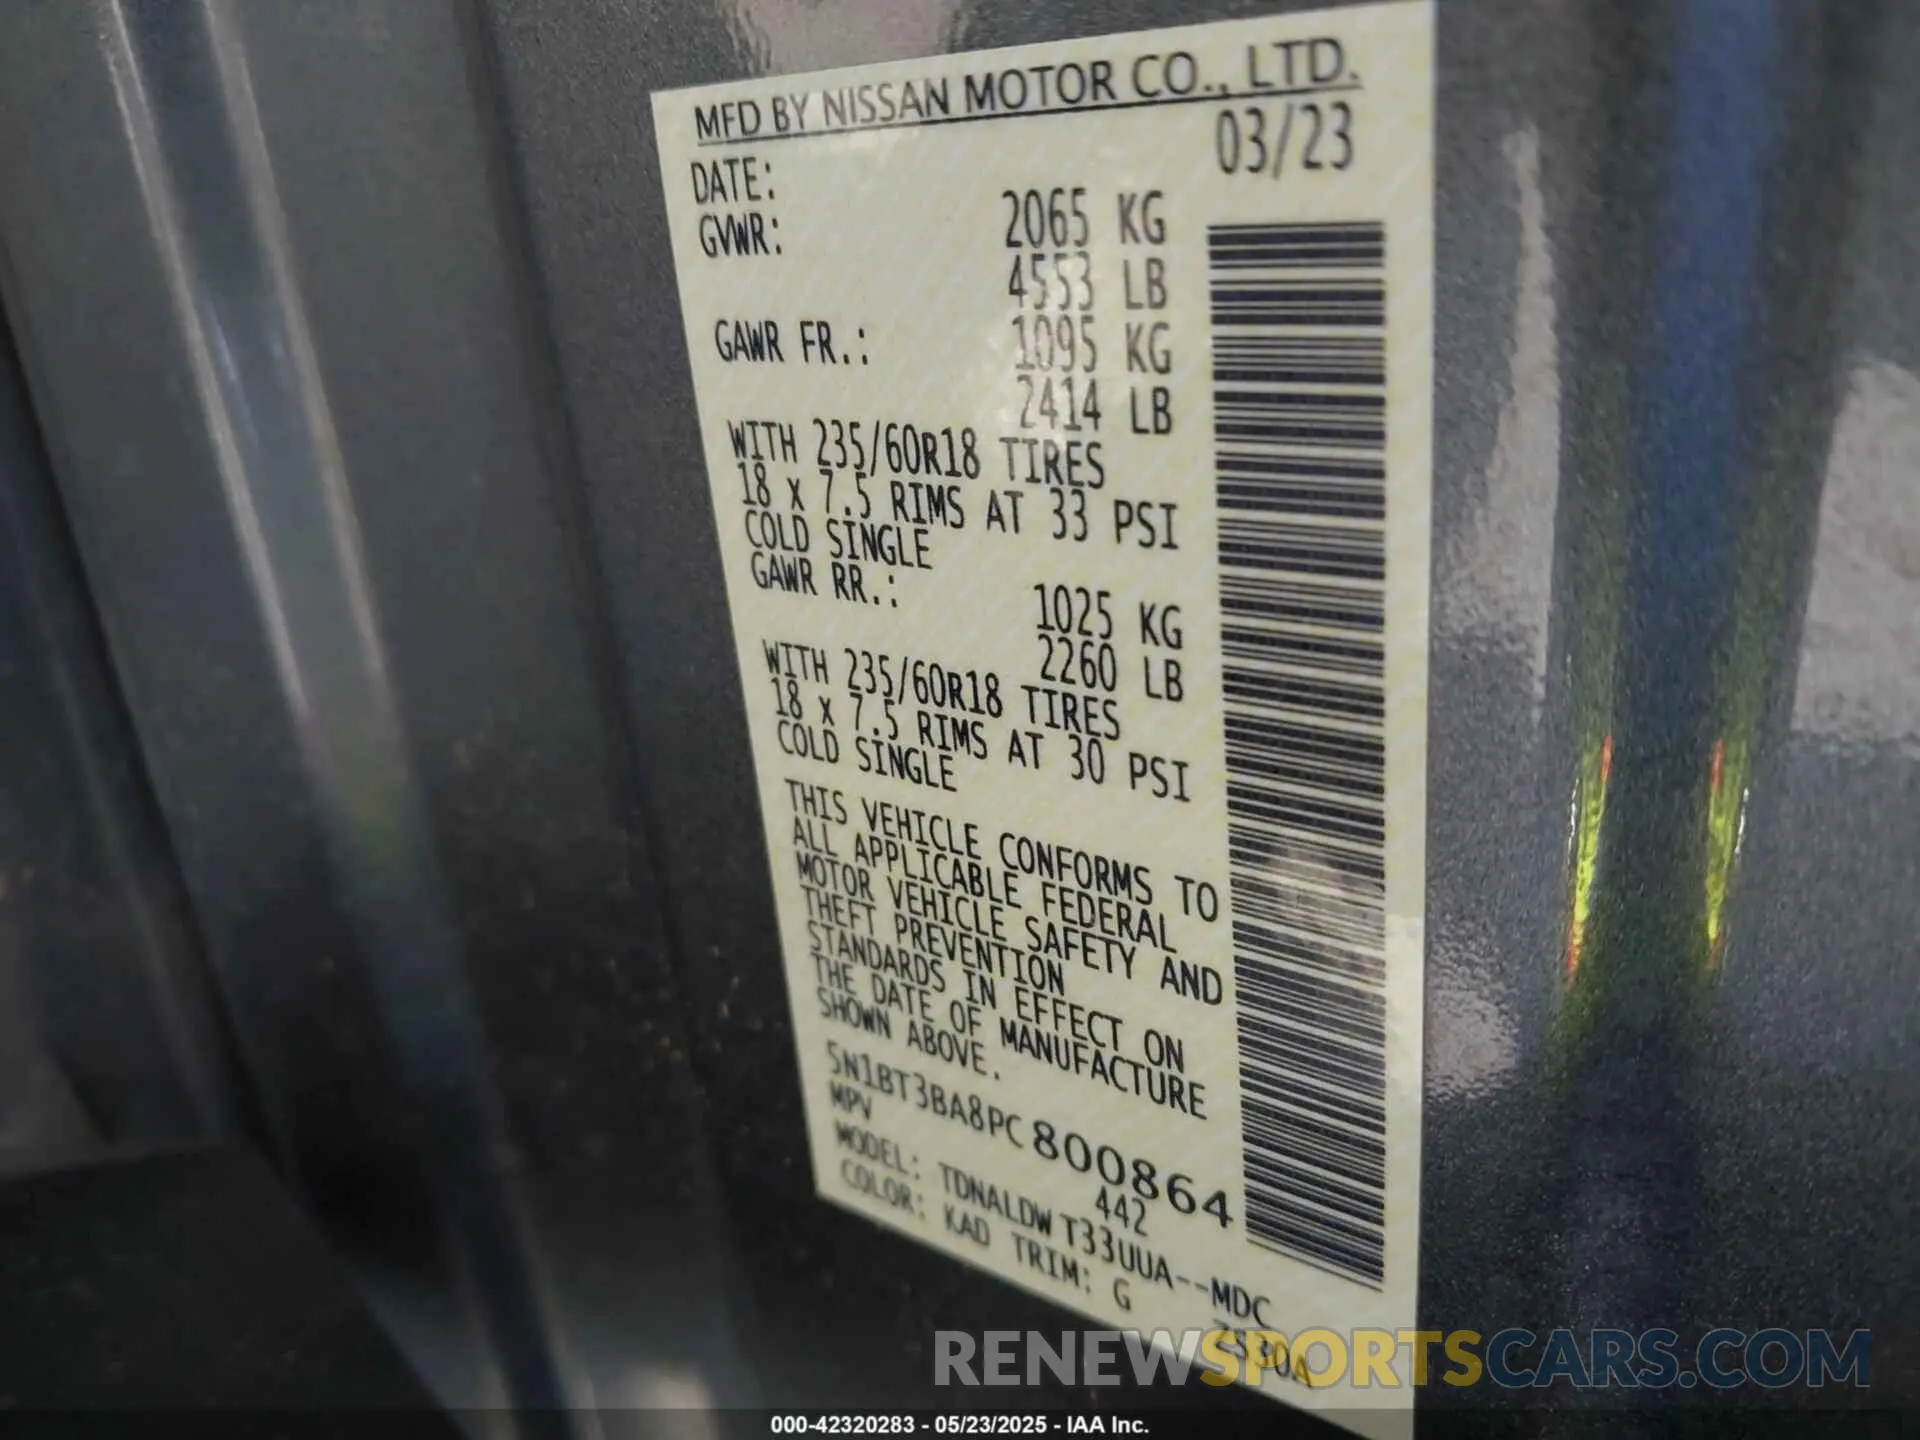 MFD BY NISSAN MOTOR CO., LTD.
DATE: 03/23
GVWR: 2065 KG
4553 LB
GAWR FR.: 1095 KG
2414 LB
WITH 235/60R18 TIRES
18 x 7.5 RIMS AT 33 PSI
COLD SINGLE
GAWR RR.: 1025 KG
2260 LB
WITH 235/60R18 TIRES
18 x 7.5 RIMS AT 30 PSI
COLD SINGLE
THIS VEHICLE CONFORMS TO
ALL APPLICABLE FEDERAL
MOTOR VEHICLE SAFETY AND
THEFT PREVENTION
STANDARDS IN EFFECT ON
THE DATE OF MANUFACTURE
SHOWN ABOVE.
5N1BT3BA8PC800864
MPV 442
MODEL: TDNALDW T33UUA--MDC
COLOR: KAD TRIM: G Z530A
RENEWSPORTSCARS.COM
000-42320283 - 05/23/2025 - IAA Inc.